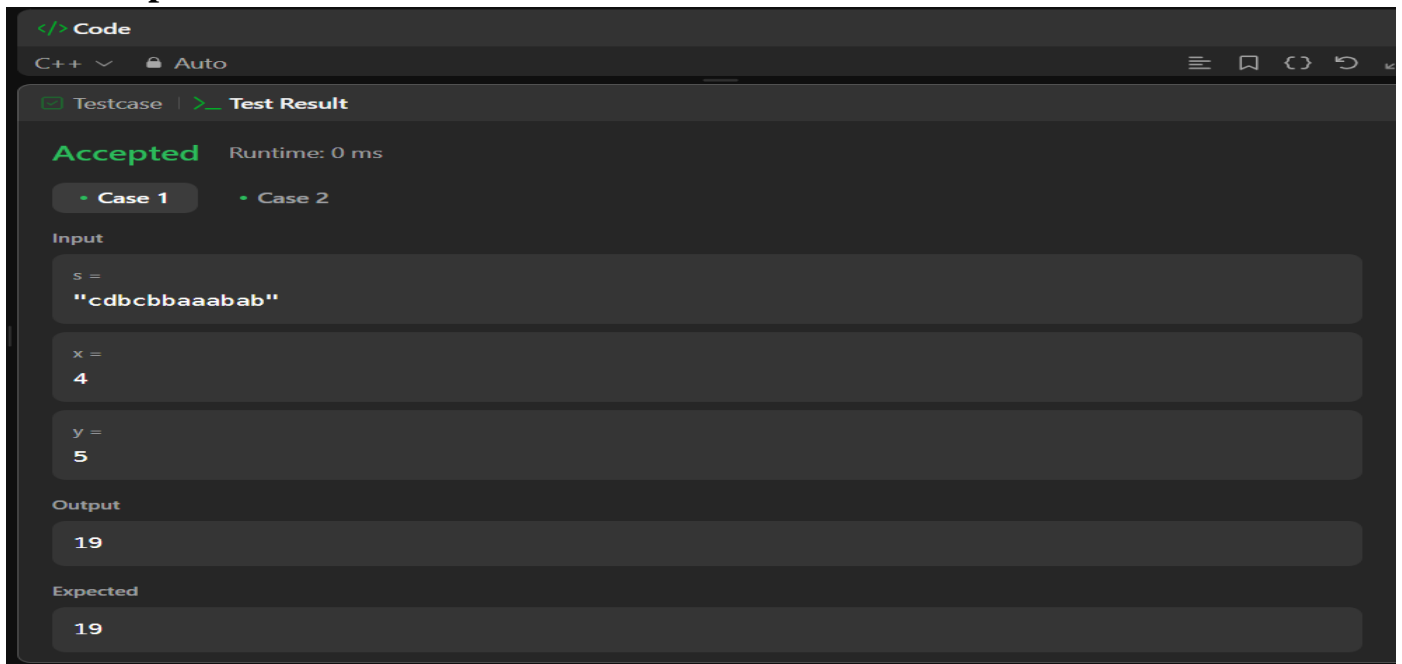 </> Code
C++ Auto
Testcase | >_ Test Result
Accepted Runtime: 0 ms
• Case 1 • Case 2
Input
s =
"cdbcbbaaabab"
x =
4
y =
5
Output
19
Expected
19